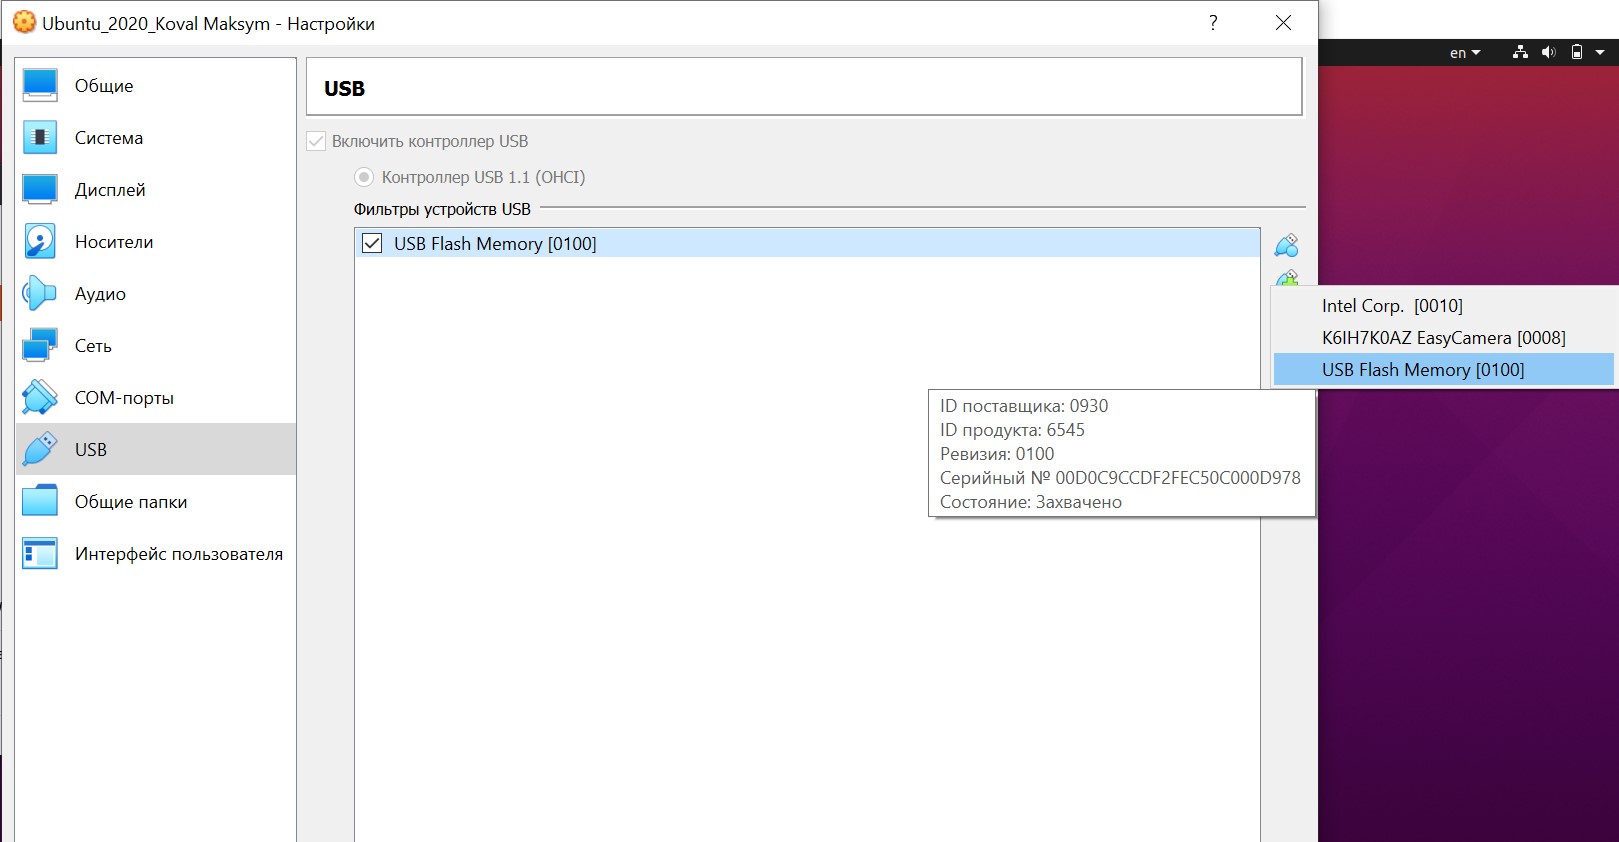 Ubuntu_2020_Koval Maksym - Настройки
?
en
Общие
Система
Дисплей
Носители
Аудио
Сеть
COM-порты
USB
Общие папки
Интерфейс пользователя
USB
Включить контроллер USB
Контроллер USB 1.1 (OHCI)
Фильтры устройств USB
USB Flash Memory [0100]
Intel Corp.  [0010]
K6IH7K0AZ EasyCamera [0008]
USB Flash Memory [0100]
ID поставщика: 0930
ID продукта: 6545
Ревизия: 0100
Серийный № 00D0C9CCDF2FEC50C000D978
Состояние: Захвачено